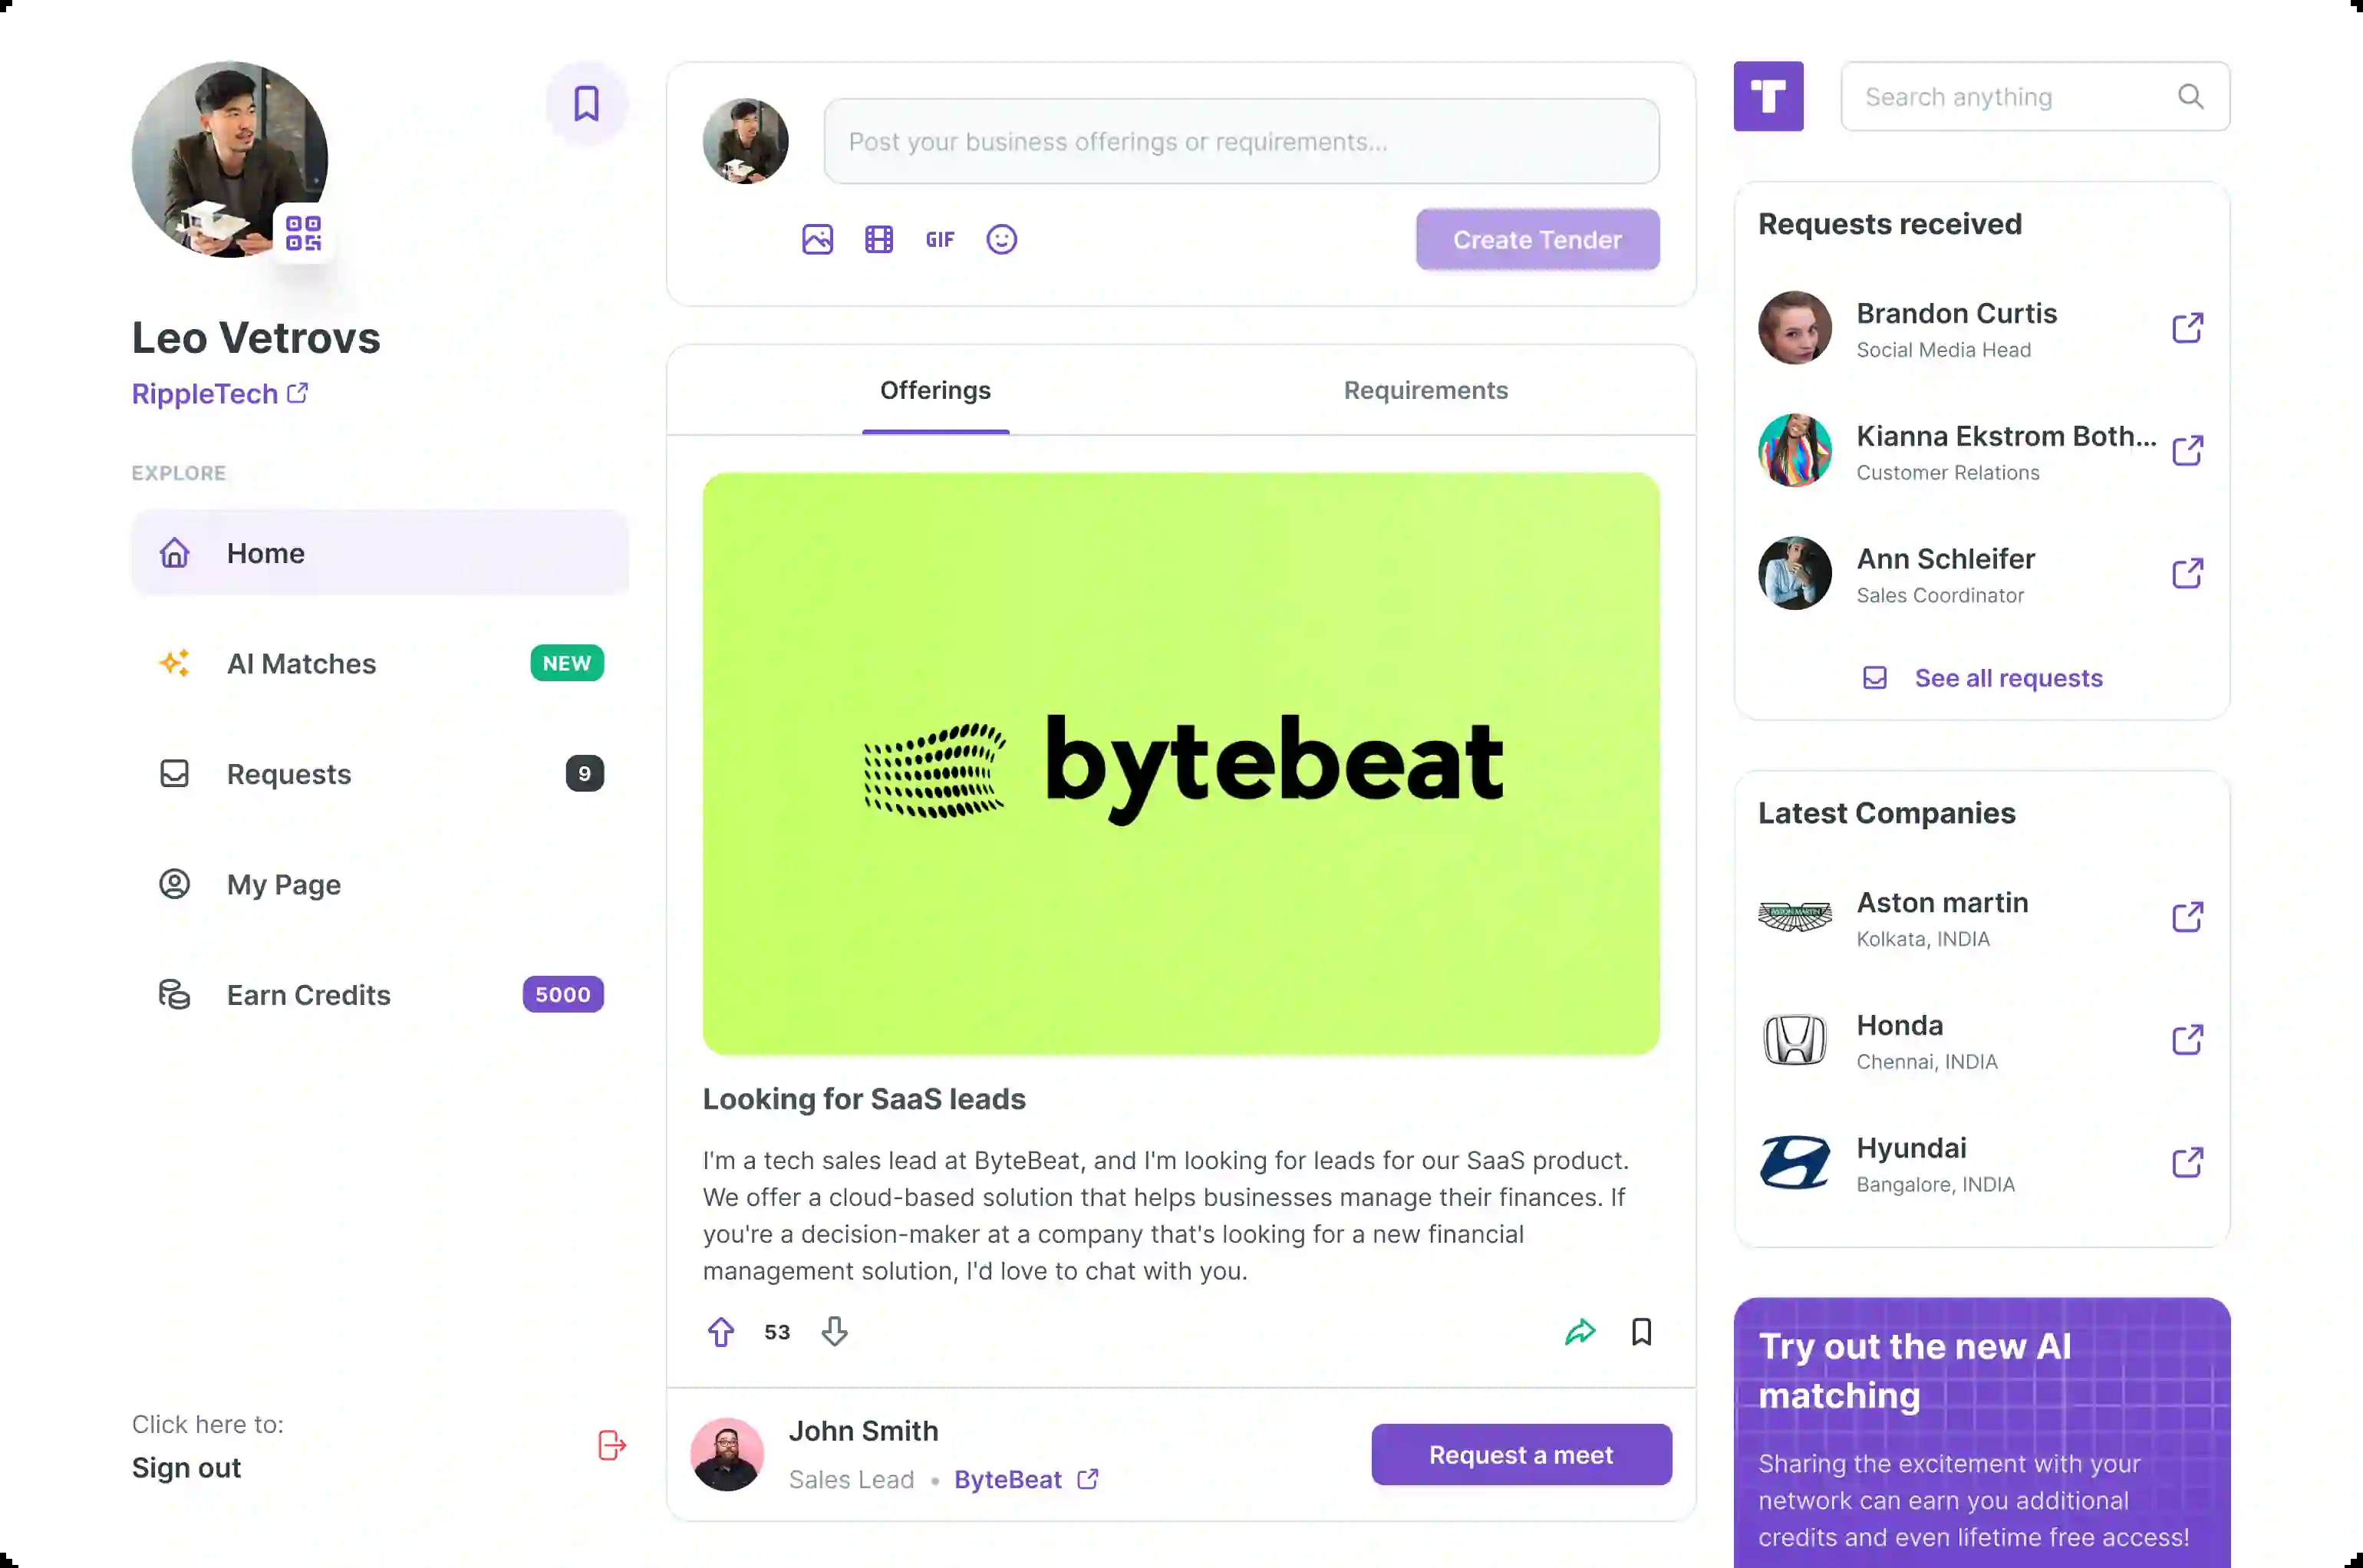 Leo Vetrovs
RippleTech
EXPLORE
Home
AI Matches
NEW
Requests
9
My Page
Earn Credits
5000
Click here to:
Sign out
Post your business offerings or requirements...
GIF
Create Tender
Offerings
Requirements
bytebeat
Looking for SaaS leads
I'm a tech sales lead at ByteBeat, and I'm looking for leads for our SaaS product.
We offer a cloud-based solution that helps businesses manage their finances. If
you're a decision-maker at a company that's looking for a new financial
management solution, I'd love to chat with you.
53
John Smith
Sales Lead • ByteBeat
Request a meet
T
Search anything
Requests received
Brandon Curtis
Social Media Head
Kianna Ekstrom Both...
Customer Relations
Ann Schleifer
Sales Coordinator
See all requests
Latest Companies
ASTON MARTIN
Aston martin
Kolkata, INDIA
Honda
Chennai, INDIA
Hyundai
Bangalore, INDIA
Try out the new AI
matching
Sharing the excitement with your
network can earn you additional
credits and even lifetime free access!